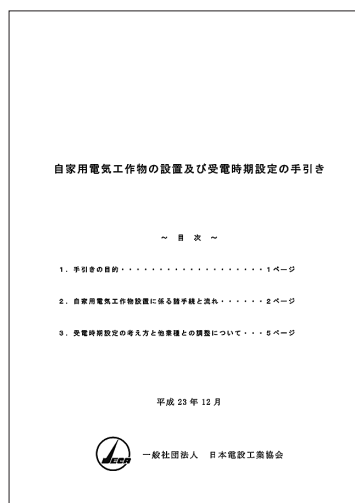 自家用電気工作物の設置及び受電時期設定の手引き
～ 目 次 ～
1．手引きの目的・・・・・・・・・・・・・・・・・・・1ページ
2．自家用電気工作物設置に係る諸手続と流れ・・・・・・2ページ
3．受電時期設定の考え方と他業種との調整について・・・5ページ
平成 23 年 12 月
JECA 一般社団法人 日本電設工業協会